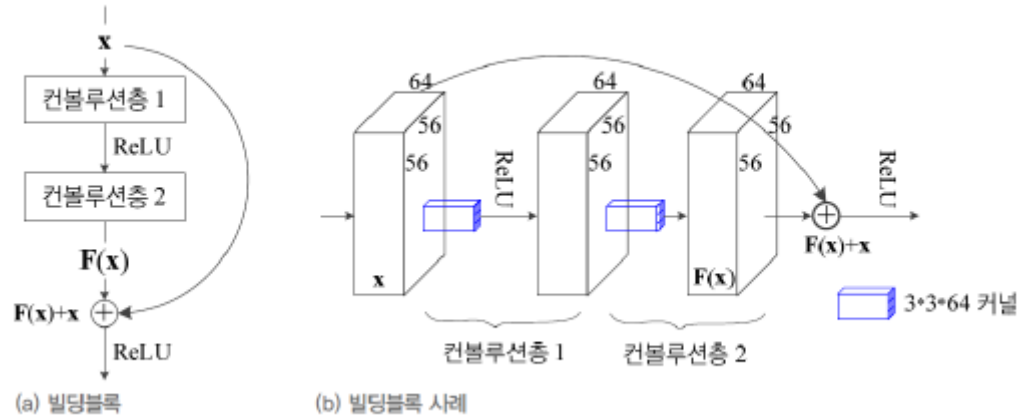 x
컨볼루션층 1
ReLU
컨볼루션층 2
F(x)
F(x)+x
ReLU
(a) 빌딩블록
64
56
56
x
ReLU
64
56
56
64
56
56
F(x)
F(x)+x
ReLU
3*3*64 커널
컨볼루션층 1
컨볼루션층 2
(b) 빌딩블록 사례